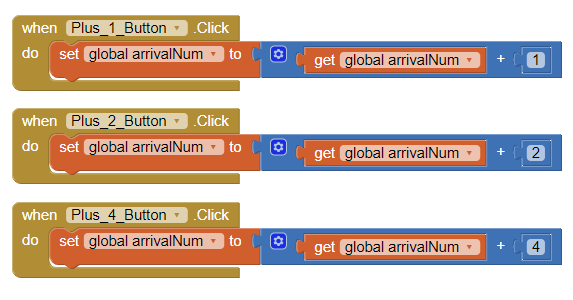 when Plus_1_Button .Click
do set global arrivalNum to get global arrivalNum + 1
when Plus_2_Button .Click
do set global arrivalNum to get global arrivalNum + 2
when Plus_4_Button .Click
do set global arrivalNum to get global arrivalNum + 4